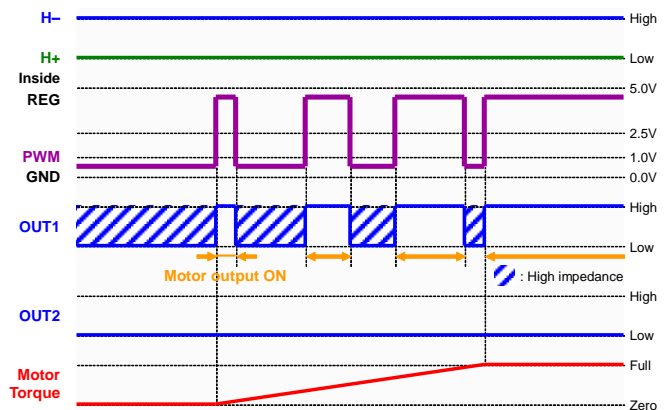 H–
High
H+
Low
Inside
REG
5.0V
2.5V
PWM
1.0V
GND
0.0V
High
OUT1
Low
Motor output ON
: High impedance
High
OUT2
Low
Full
Motor
Torque
Zero